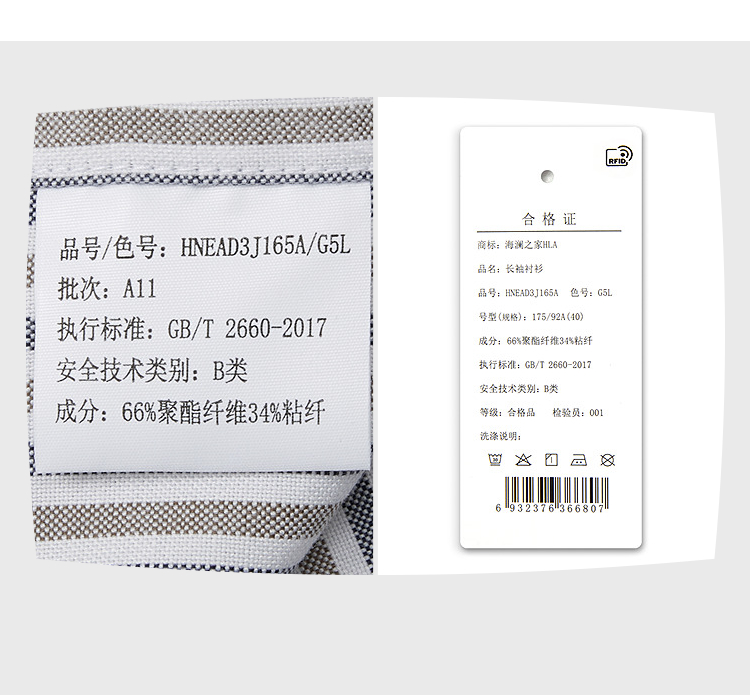 品号/色号：HNEAD3J165A/G5L
批次：A11
执行标准：GB/T 2660-2017
安全技术类别：B类
成分：66%聚酯纤维34%粘纤
RFID
合格证
商标：海澜之家HLA
品名：长袖衬衫
品号：HNEAD3J165A 色号：G5L
号型(规格)：175/92A(40)
成分：66%聚酯纤维34%粘纤
执行标准：GB/T 2660-2017
安全技术类别：B类
等级：合格品 检验员：001
洗涤说明：
6 932376 366807